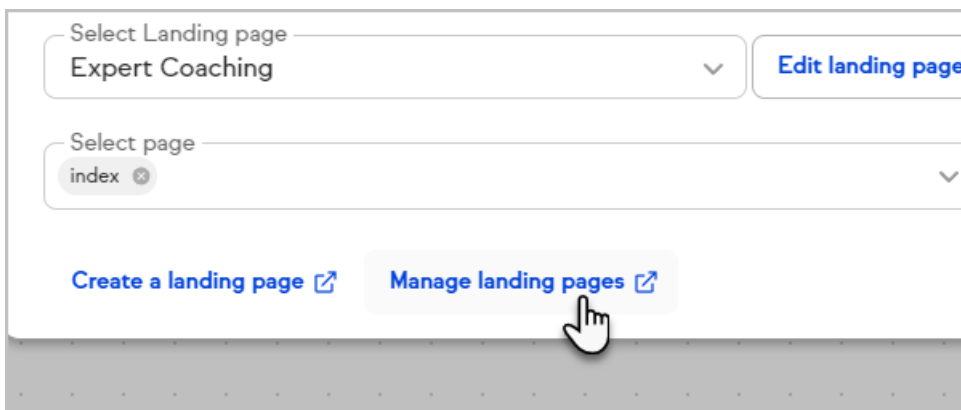 Select Landing page
Expert Coaching
Edit landing page
Select page
index
Create a landing page
Manage landing pages